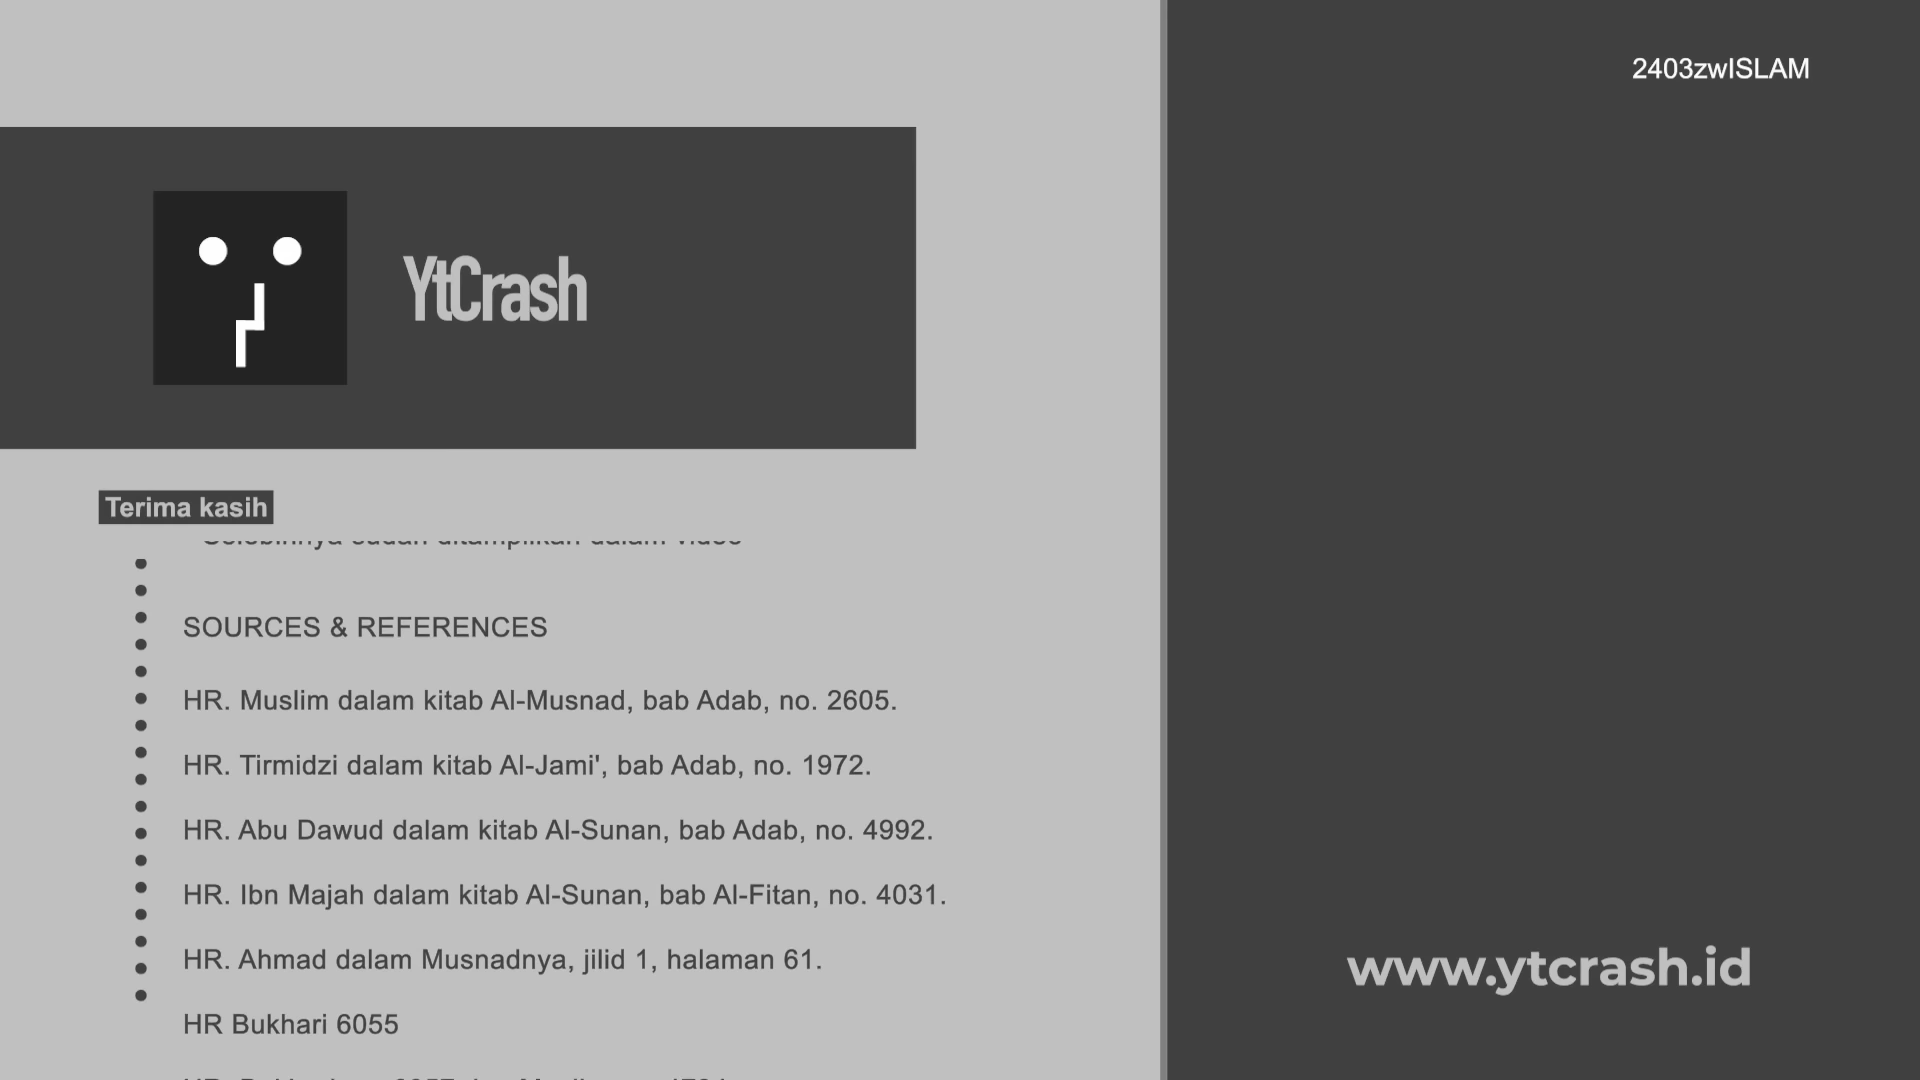 2403zwISLAM
YtCrash
Terima kasih
dalam video
SOURCES & REFERENCES
HR. Muslim dalam kitab Al-Musnad, bab Adab, no. 2605.
HR. Tirmidzi dalam kitab Al-Jami', bab Adab, no. 1972.
HR. Abu Dawud dalam kitab Al-Sunan, bab Adab, no. 4992.
HR. Ibn Majah dalam kitab Al-Sunan, bab Al-Fitan, no. 4031.
HR. Ahmad dalam Musnadnya, jilid 1, halaman 61.
HR Bukhari 6055
www.ytcrash.id